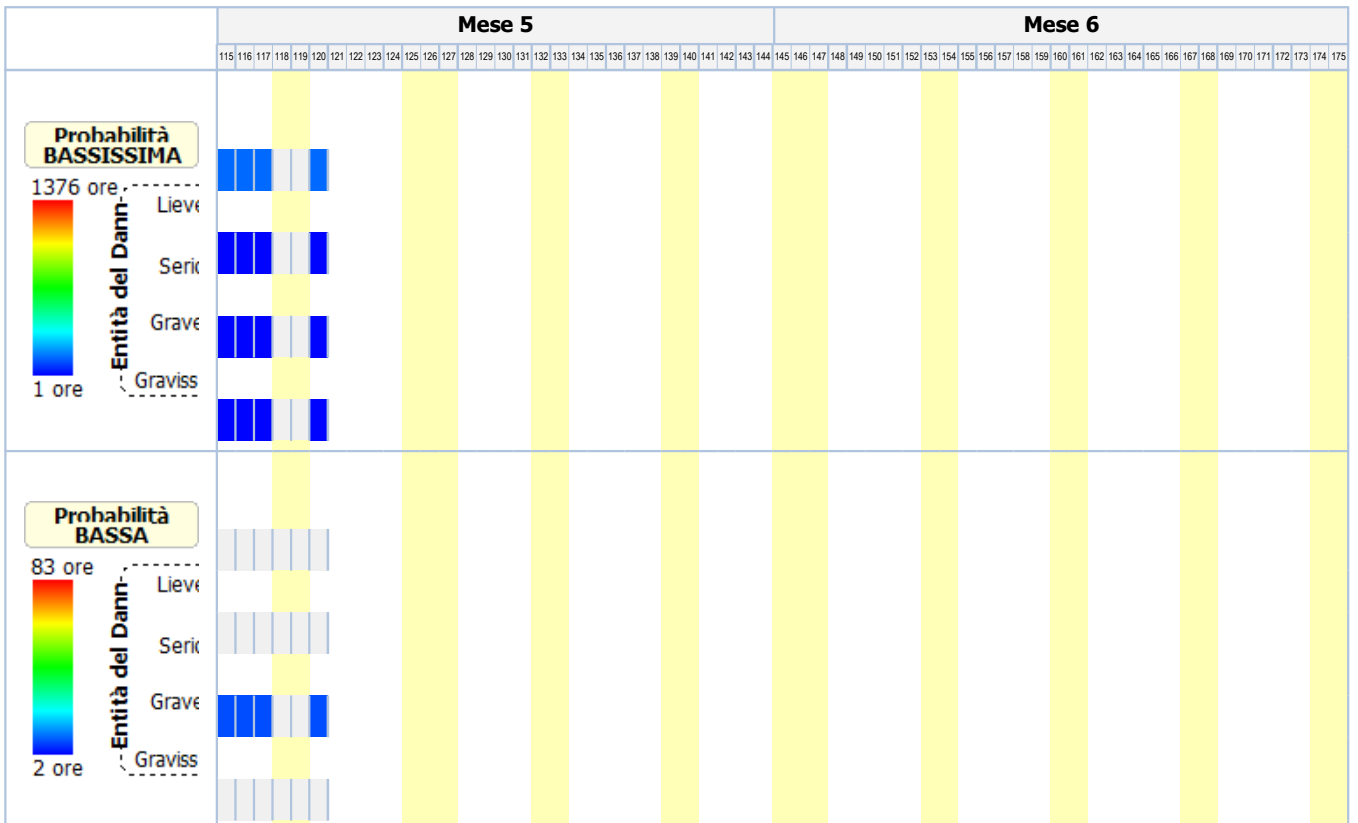 Mese 5 Mese 6
115 116 117 118 119 120 121 122 123 124 125 126 127 128 129 130 131 132 133 134 135 136 137 138 139 140 141 142 143 144 145 146 147 148 149 150 151 152 153 154 155 156 157 158 159 160 161 162 163 164 165 166 167 168 169 170 171 172 173 174 175
Probabilità
BASSISSIMA
1376 ore
Entità del Dann
Lieve
Serio
Grave
Graviss
1 ore
Probabilità
BASSA
83 ore
Entità del Dann
Lieve
Serio
Grave
Graviss
2 ore